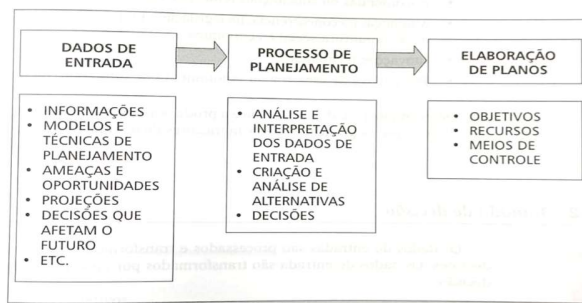 DADOS DE
ENTRADA
PROCESSO DE
PLANEJAMENTO
ELABORAÇÃO
DE PLANOS
• INFORMAÇÕES
• MODELOS E
TÉCNICAS DE
PLANEJAMENTO
• AMEAÇAS E
OPORTUNIDADES
• PROJEÇÕES
• DECISÕES QUE
AFETAM O
FUTURO
• ETC.
• ANÁLISE E
INTERPRETAÇÃO
DOS DADOS DE
ENTRADA
• CRIAÇÃO E
ANÁLISE DE
ALTERNATIVAS
• DECISÕES
• OBJETIVOS
• RECURSOS
• MEIOS DE
CONTROLE